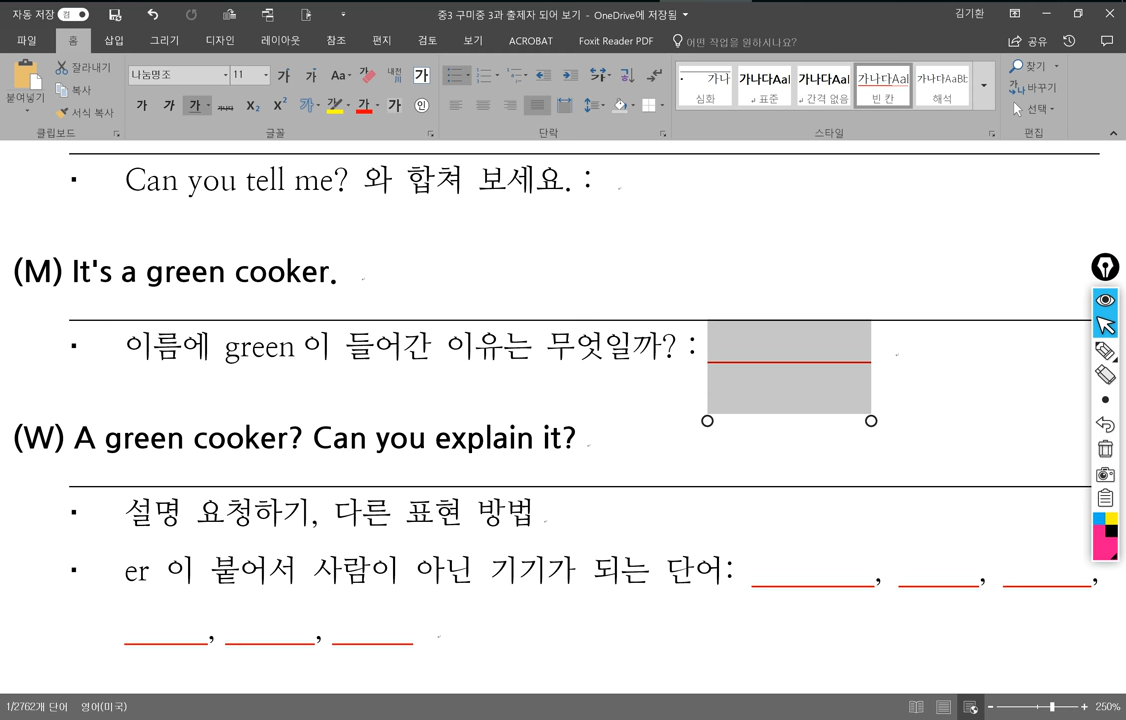 자동 저장 컴 중3 구미중 3과 출제자 되어 보기 - OneDrive에 저장됨 김기환
파일 홈 삽입 그리기 디자인 레이아웃 참조 편지 검토 보기 ACROBAT Foxit Reader PDF 어떤 작업을 원하시나요? 공유
붙여넣기 잘라내기 복사 서식 복사 클립보드
나눔명조 11 글꼴
단락
가나 심화 가나다AaI 표준 가나다AaI 간격 없음 가나다AaI 빈 칸 가나다AaBb 해석 스타일
찾기 바꾸기 선택 편집
· Can you tell me? 와 합쳐 보세요. :
(M) It's a green cooker.
· 이름에 green 이 들어간 이유는 무엇일까? :
(W) A green cooker? Can you explain it?
· 설명 요청하기, 다른 표현 방법
· er 이 붙어서 사람이 아닌 기기가 되는 단어: ________, ________, ________,
________, ________, ________
1/2762개 단어 영어(미국) 250%